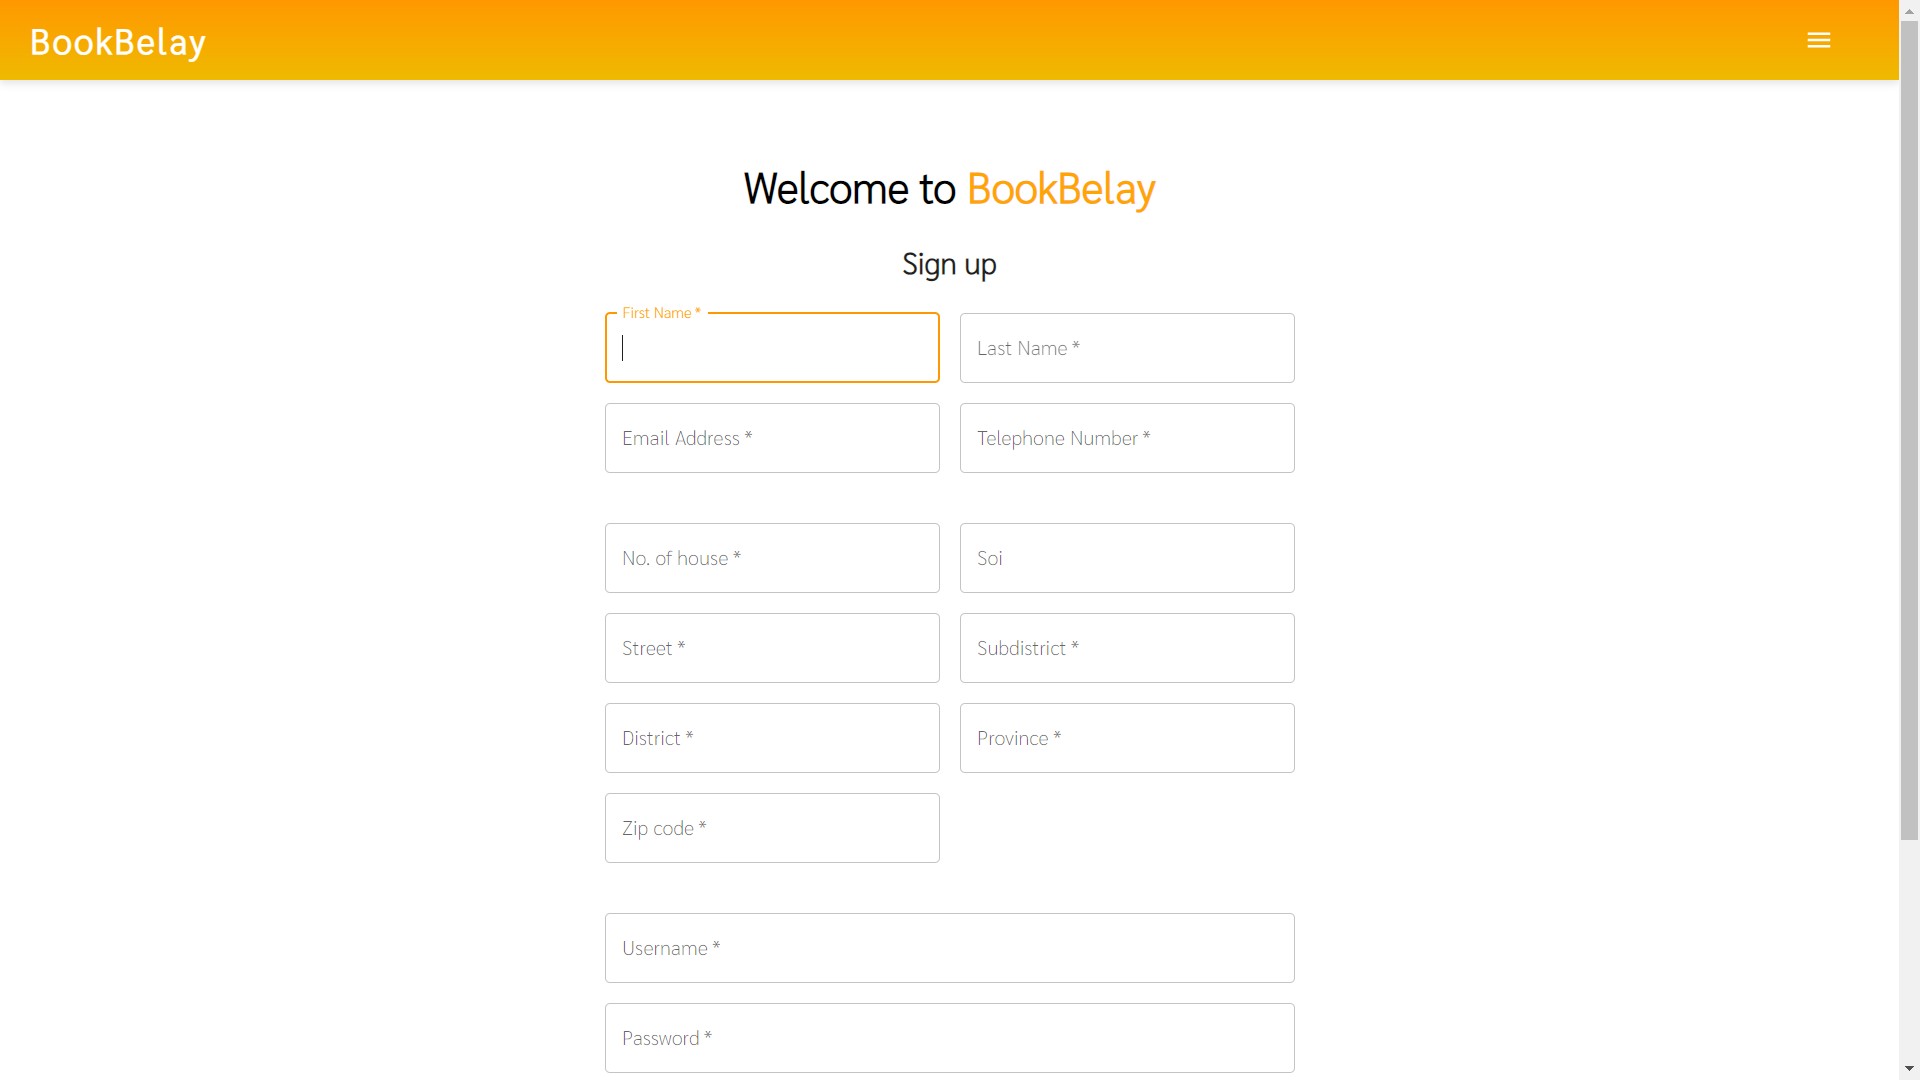 BookBelay
Welcome to BookBelay
Sign up
First Name *
Last Name *
Email Address *
Telephone Number *
No. of house *
Soi
Street *
Subdistrict *
District *
Province *
Zip code *
Username *
Password *